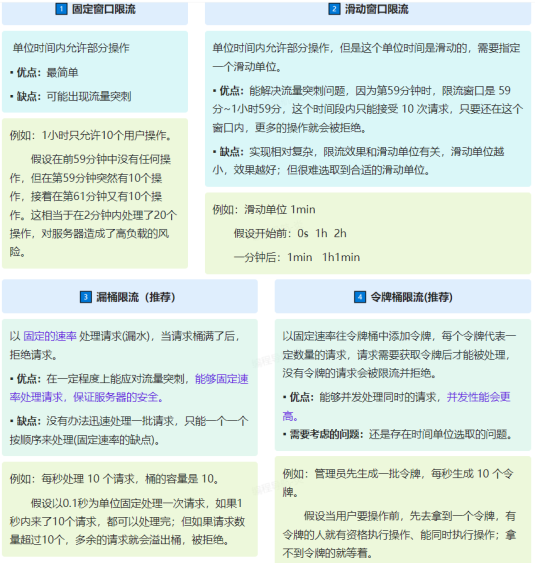 1 固定窗口限流
单位时间内允许部分操作
▪ 优点：最简单
▪ 缺点：可能出现流量突刺
例如：1小时只允许10个用户操作。
假设在前59分钟中没有任何操
作，但在第59分钟突然有10个操
作，接着在第61分钟又有10个操
作。这相当于在2分钟内处理了20个
操作，对服务器造成了高负载的风
险。
2 滑动窗口限流
单位时间内允许部分操作，但是这个单位时间是滑动的，需要指定
一个滑动单位。
▪ 优点：能解决流量突刺问题，因为第59分钟时，限流窗口是 59
分~1小时59分，这个时间段内只能接受 10 次请求，只要还在这个
窗口内，更多的操作就会被拒绝。
▪ 缺点：实现相对复杂，限流效果和滑动单位有关，滑动单位越
小，效果越好；但很难选取到合适的滑动单位。
例如：滑动单位 1min
假设开始前：0s 1h 2h
一分钟后：1min 1h1min
3 漏桶限流（推荐）
以 固定的速率 处理请求(漏水)，当请求桶满了后，
拒绝请求。
▪ 优点：在一定程度上能应对流量突刺，能够固定速
率处理请求，保证服务器的安全。
▪ 缺点：没有办法迅速处理一批请求，只能一个一个
按顺序来处理(固定速率的缺点)。
例如：每秒处理 10 个请求，桶的容量是 10。
假设以0.1秒为单位固定处理一次请求，如果1
秒内来了10个请求，都可以处理完；但如果请求数
量超过10个，多余的请求就会溢出桶，被拒绝。
4 令牌桶限流(推荐)
以固定速率往令牌桶中添加令牌，每个令牌代表一
定数量的请求，请求需要获取令牌后才能被处理，
没有令牌的请求会被限流并拒绝。
▪ 优点：能够并发处理同时的请求，并发性能会更
高。
▪ 需要考虑的问题：还是存在时间单位选取的问题。
例如：管理员先生成一批令牌，每秒生成 10 个令
牌。
假设当用户要操作前，先去拿到一个令牌，有
令牌的人就有资格执行操作、能同时执行操作；拿
不到令牌的就等着。